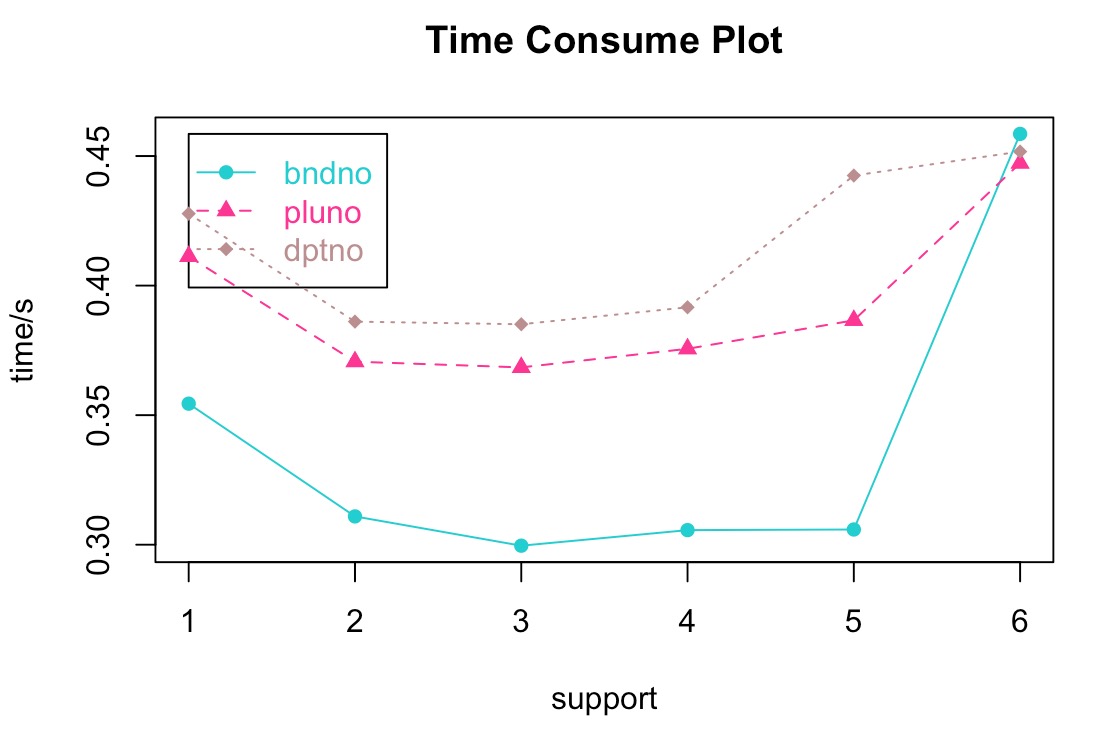 Time Consume Plot
bndno
pluno
dptno
time/s
0.45
0.40
0.35
0.30
1 2 3 4 5 6
support